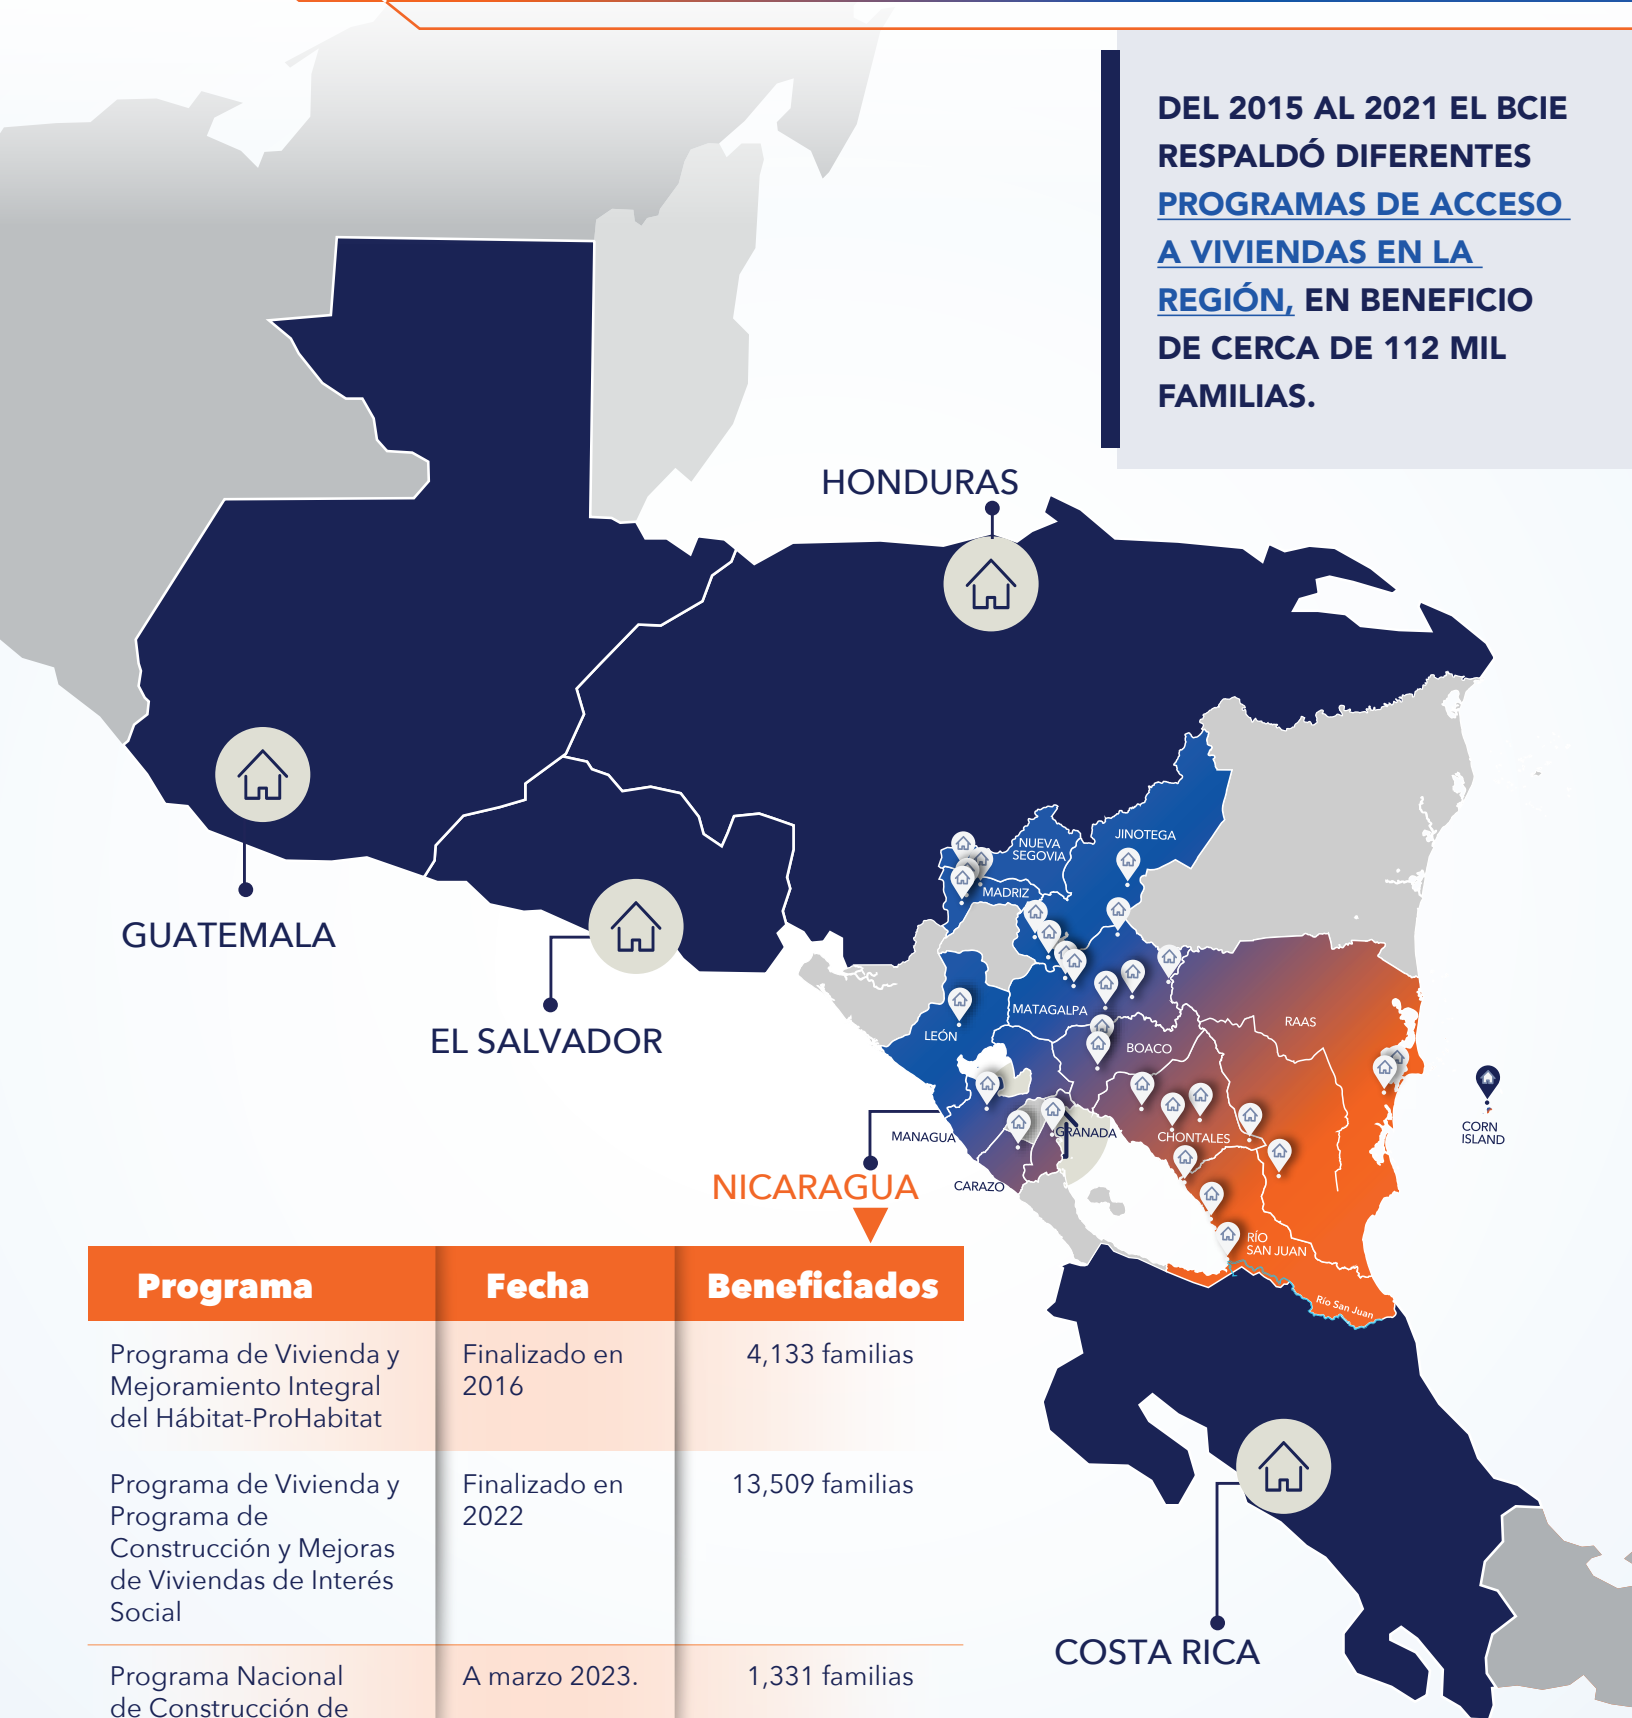 DEL 2015 AL 2021 EL BCIE
RESPALDÓ DIFERENTES
PROGRAMAS DE ACCESO
A VIVIENDAS EN LA
REGIÓN, EN BENEFICIO
DE CERCA DE 112 MIL
FAMILIAS.
HONDURAS
GUATEMALA
EL SALVADOR
JINOTEGA
NUEVA
SEGOVIA
MADRIZ
MATAGALPA
LEÓN
BOACO
RAAS
MANAGUA
GRANADA
CHONTALES
CARAZO
RÍO
SAN JUAN
Río San Juan
CORN
ISLAND
NICARAGUA
COSTA RICA
Programa Fecha Beneficiados
Programa de Vivienda y Finalizado en 4,133 familias
Mejoramiento Integral 2016
del Hábitat-ProHabitat
Programa de Vivienda y Finalizado en 13,509 familias
Programa de 2022
Construcción y Mejoras
de Viviendas de Interés
Social
Programa Nacional A marzo 2023. 1,331 familias
de Construcción de